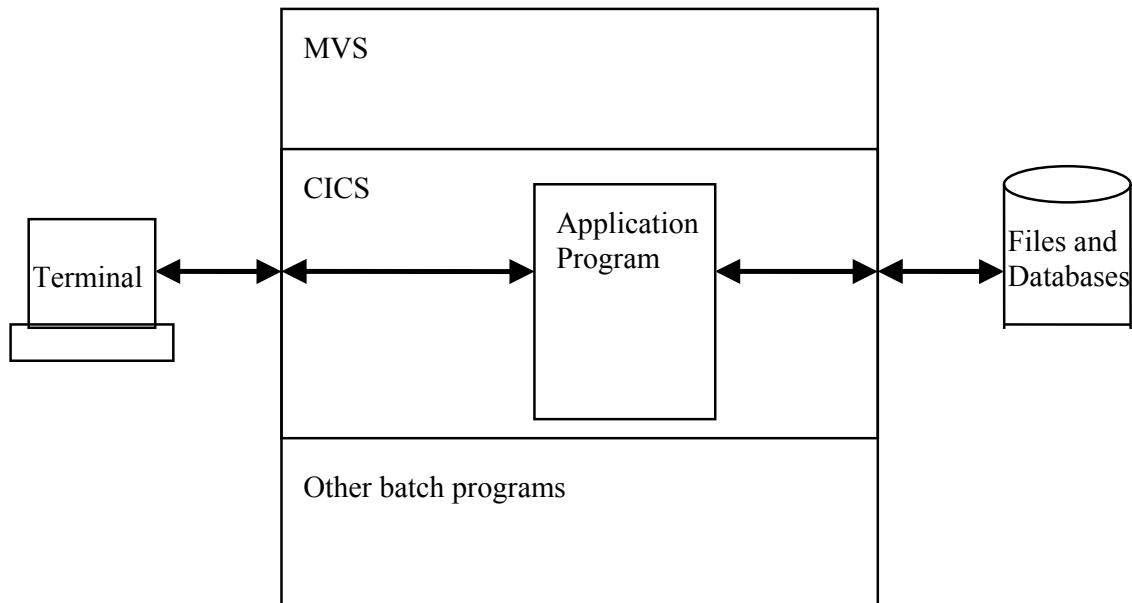 MVS
CICS
Application
Program
Terminal
Files and
Databases
Other batch programs